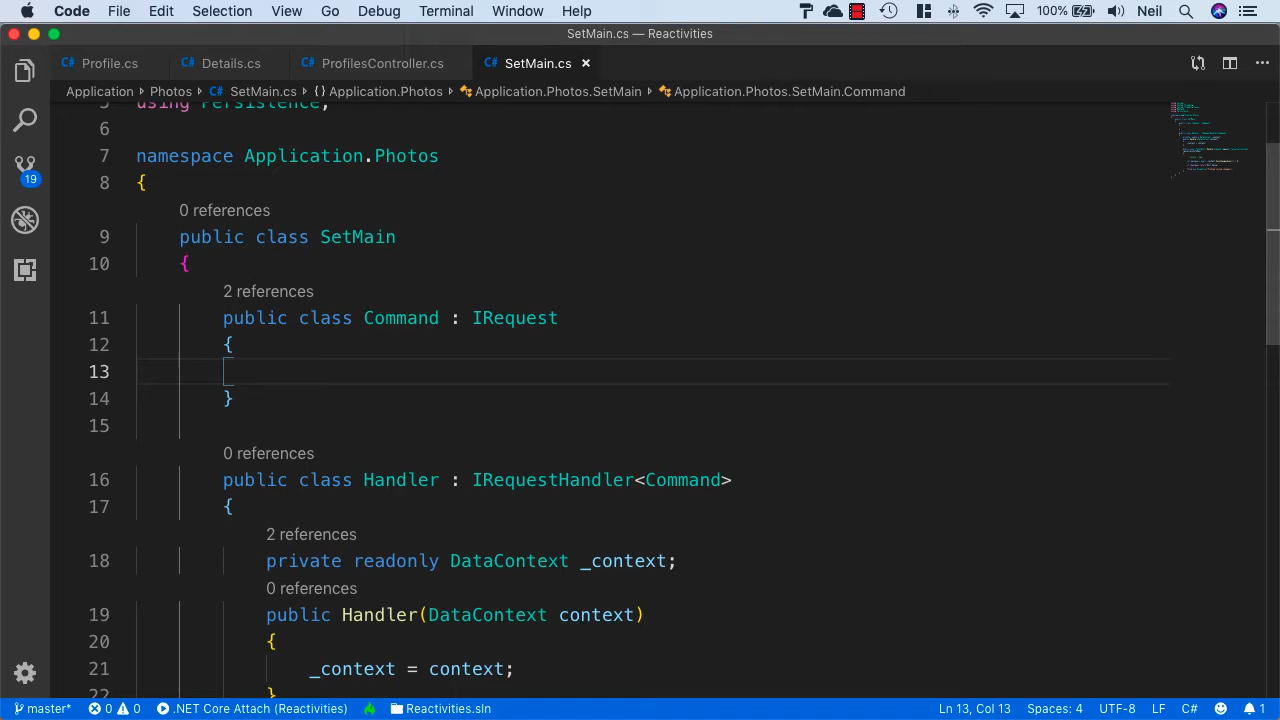 Code File Edit Selection View Go Debug Terminal Window Help 100% Neil
SetMain.cs — Reactivities
C# Profile.cs C# Details.cs C# ProfilesController.cs C# SetMain.cs ×
Application Photos C# SetMain.cs {} Application.Photos Application.Photos.SetMain Application.Photos.SetMain.Command
5 using Persistence;
6
7 namespace Application.Photos
8 {
0 references
9 public class SetMain
10 {
2 references
11 public class Command : IRequest
12 {
13
14 }
15
0 references
16 public class Handler : IRequestHandler<Command>
17 {
2 references
18 private readonly DataContext _context;
0 references
19 public Handler(DataContext context)
20 {
21 _context = context;
22 }
19
master* 0 0 .NET Core Attach (Reactivities) Reactivities.sln Ln 13, Col 13 Spaces: 4 UTF-8 LF C# 1